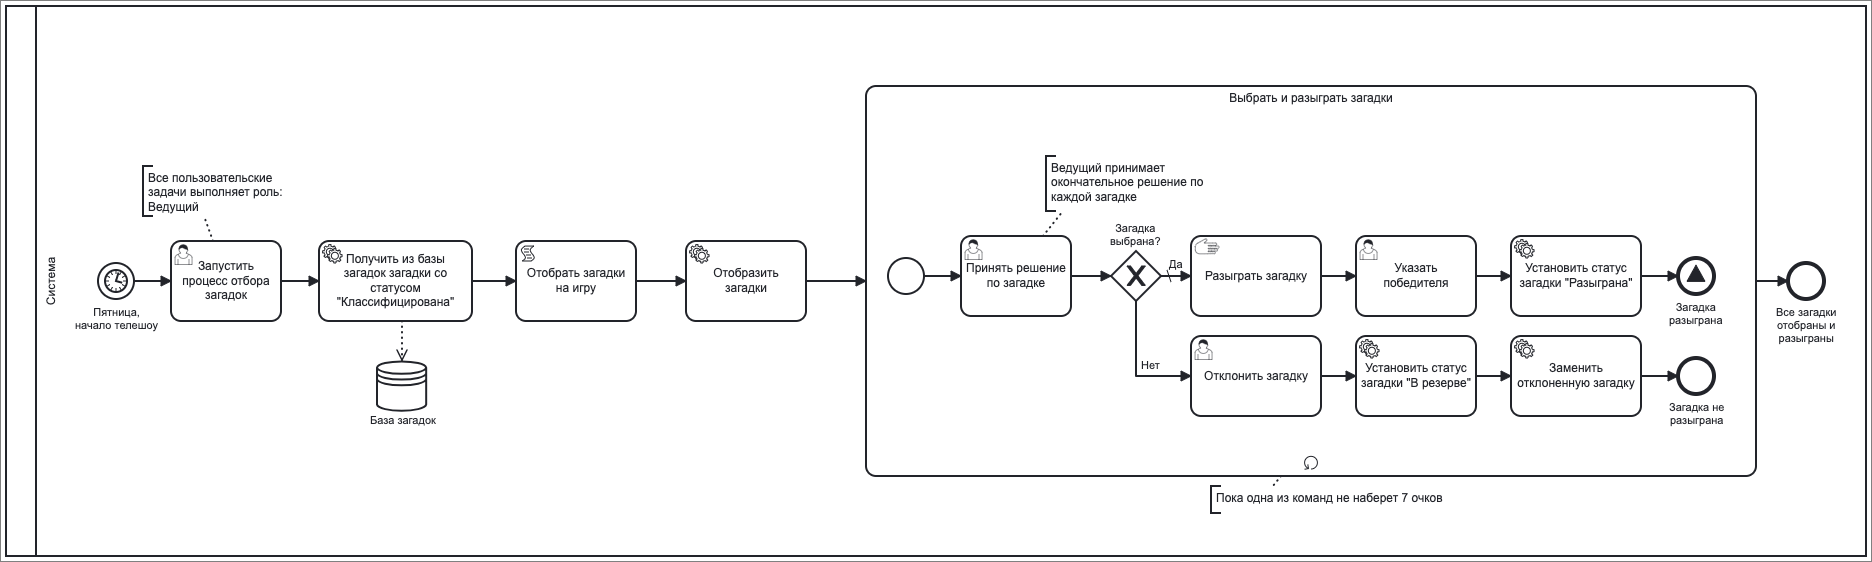 Система
Пятница,
начало телешоу
Все пользовательские
задачи выполняет роль:
Ведущий
Запустить
процесс отбора
загадок
Получить из базы
загадок загадки со
статусом
"Классифицирована"
База загадок
Отобрать загадки
на игру
Отобразить
загадки
Выбрать и разыграть загадки
Ведущий принимает
окончательное решение по
каждой загадке
Принять решение
по загадке
Загадка
выбрана?
Да
Разыграть загадку
Указать
победителя
Установить статус
загадки "Разыграна"
Загадка
разыграна
Нет
Отклонить загадку
Установить статус
загадки "В резерве"
Заменить
отклоненную загадку
Загадка не
разыграна
Пока одна из команд не наберет 7 очков
Все загадки
отобраны и
разыграны